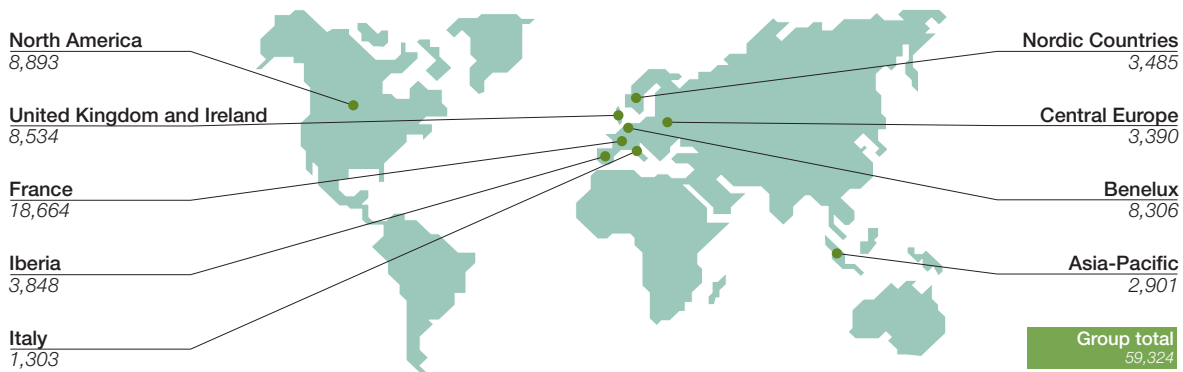 North America
8,893
United Kingdom and Ireland
8,534
France
18,664
Iberia
3,848
Italy
1,303
Nordic Countries
3,485
Central Europe
3,390
Benelux
8,306
Asia-Pacific
2,901
Group total
59,324